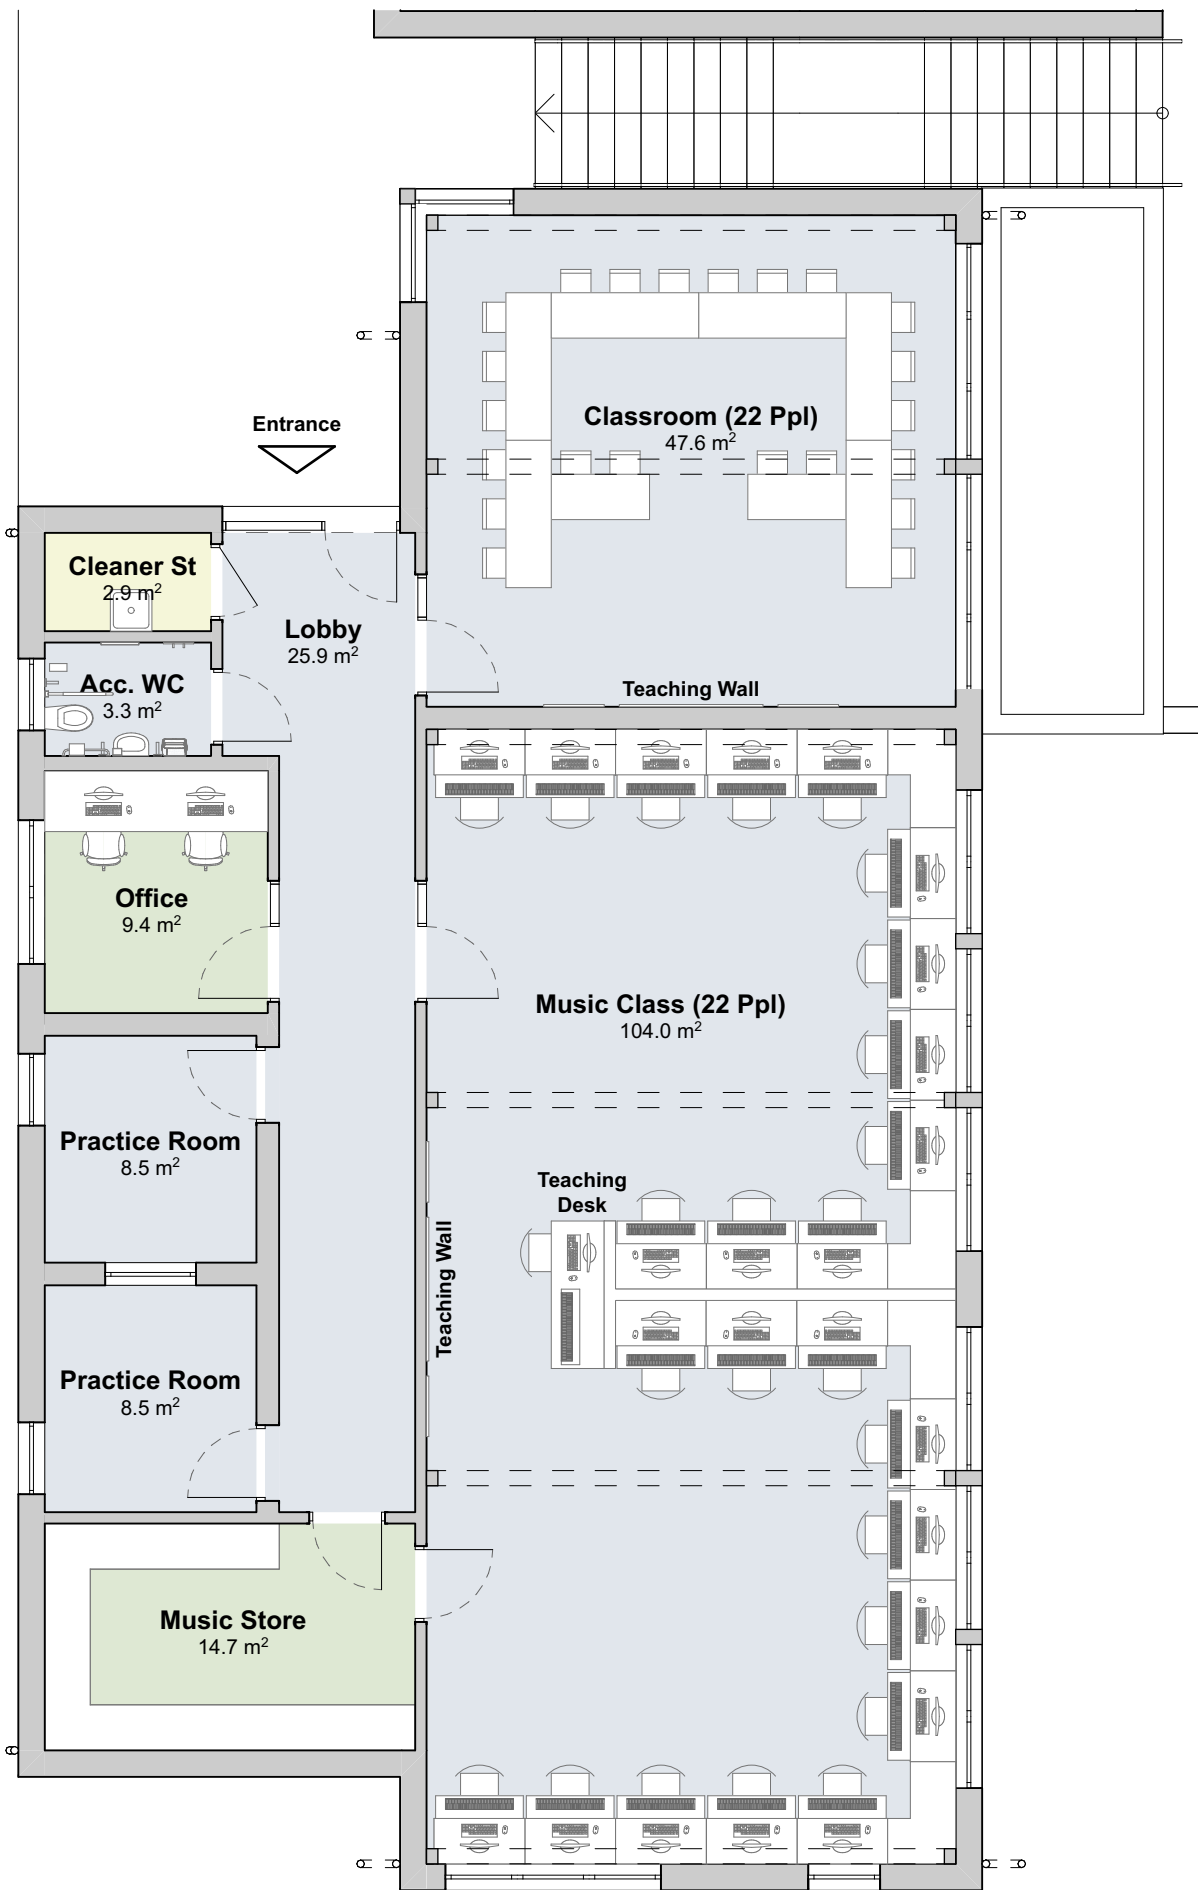 Entrance
Classroom (22 Ppl)
47.6 m²
Cleaner St
2.9 m²
Lobby
25.9 m²
Acc. WC
3.3 m²
Teaching Wall
Office
9.4 m²
Music Class (22 Ppl)
104.0 m²
Practice Room
8.5 m²
Teaching
Desk
Teaching Wall
Practice Room
8.5 m²
Music Store
14.7 m²